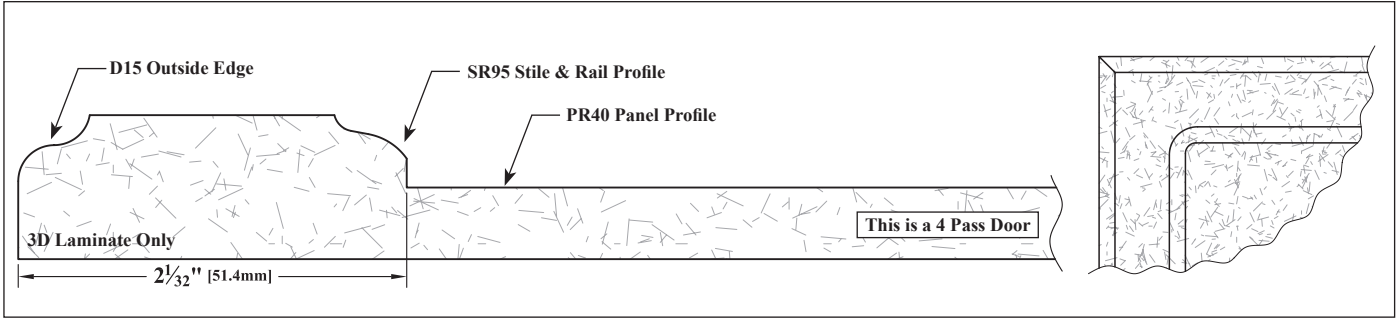 D15 Outside Edge
SR95 Stile & Rail Profile
PR40 Panel Profile
This is a 4 Pass Door
3D Laminate Only
2 1/32" [51.4mm]